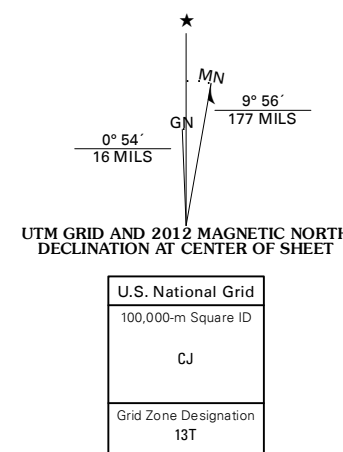 ★
MN
9° 56´
177 MILS
GN
0° 54´
16 MILS
UTM GRID AND 2012 MAGNETIC NORTH
DECLINATION AT CENTER OF SHEET
U.S. National Grid
100,000-m Square ID
CJ
Grid Zone Designation
13T